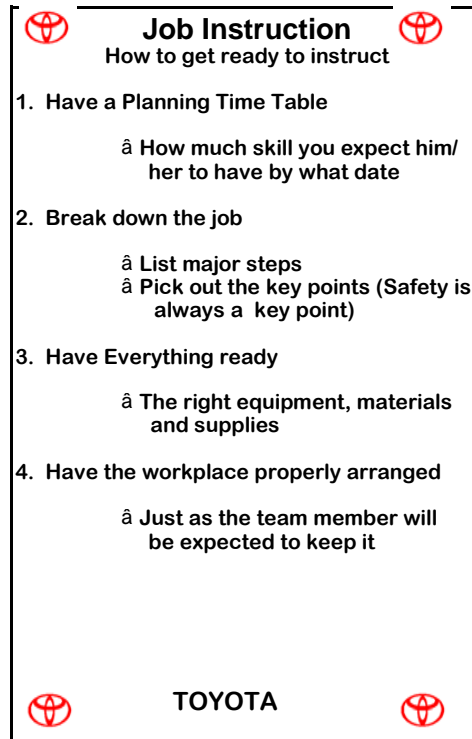 Job Instruction
How to get ready to instruct
1. Have a Planning Time Table
â How much skill you expect him/
her to have by what date
2. Break down the job
â List major steps
â Pick out the key points (Safety is
always a key point)
3. Have Everything ready
â The right equipment, materials
and supplies
4. Have the workplace properly arranged
â Just as the team member will
be expected to keep it
TOYOTA